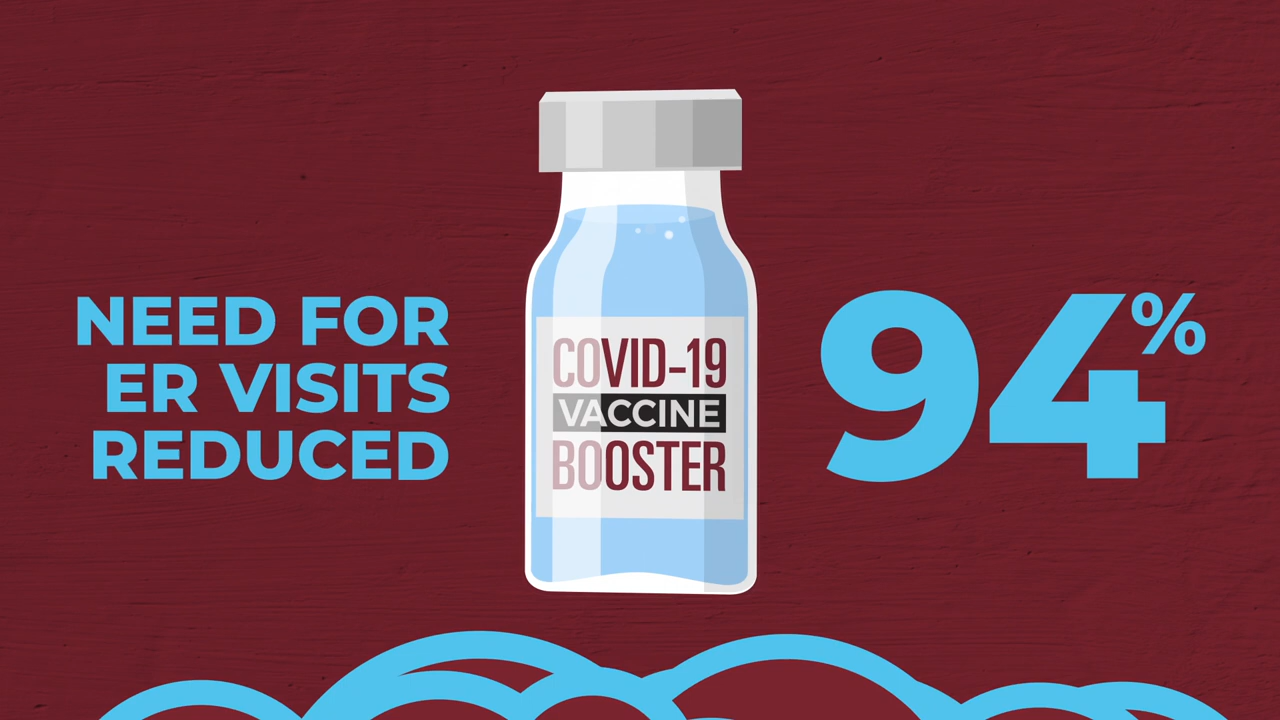 NEED FOR
ER VISITS
REDUCED
COVID-19
VACCINE
BOOSTER
94%